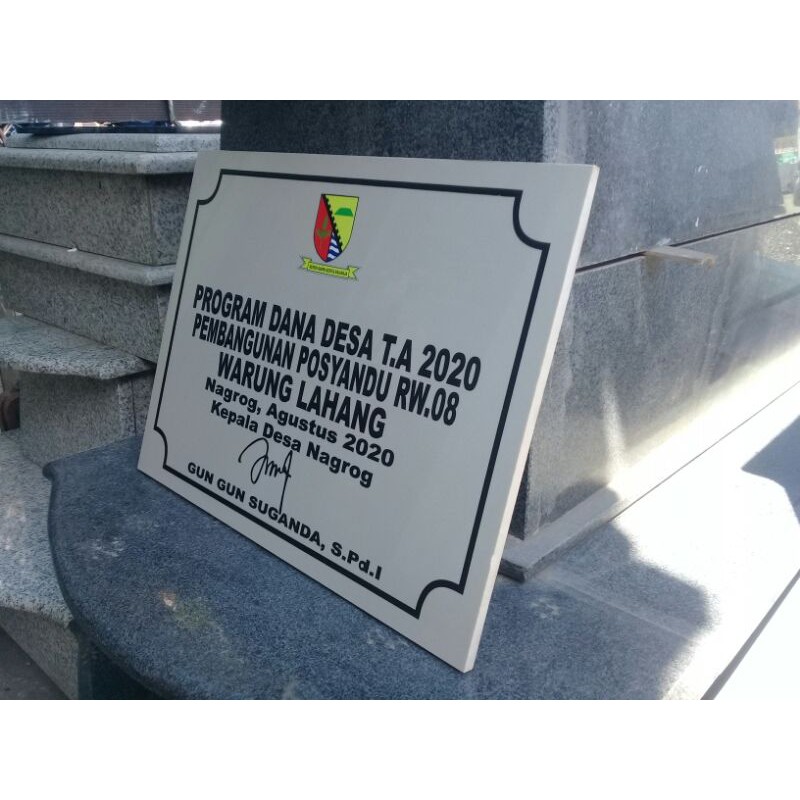 PROGRAM DANA DESA T.A 2020
PEMBANGUNAN POSYANDU RW.08
WARUNG LAHANG
Nagrog, Agustus 2020
Kepala Desa Nagrog
GUN GUN SUGANDA, S.Pd.I